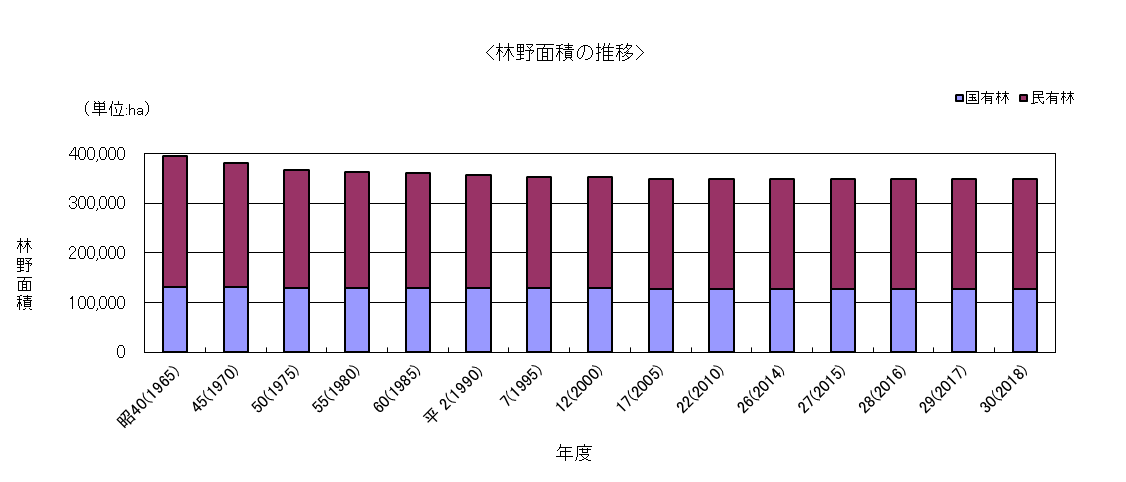 <林野面積の推移>
(単位:ha)
国有林 民有林
400,000
300,000
200,000
100,000
0
林野面積
昭40(1965)
45(1970)
50(1975)
55(1980)
60(1985)
平 2(1990)
7(1995)
12(2000)
17(2005)
22(2010)
26(2014)
27(2015)
28(2016)
29(2017)
30(2018)
年度